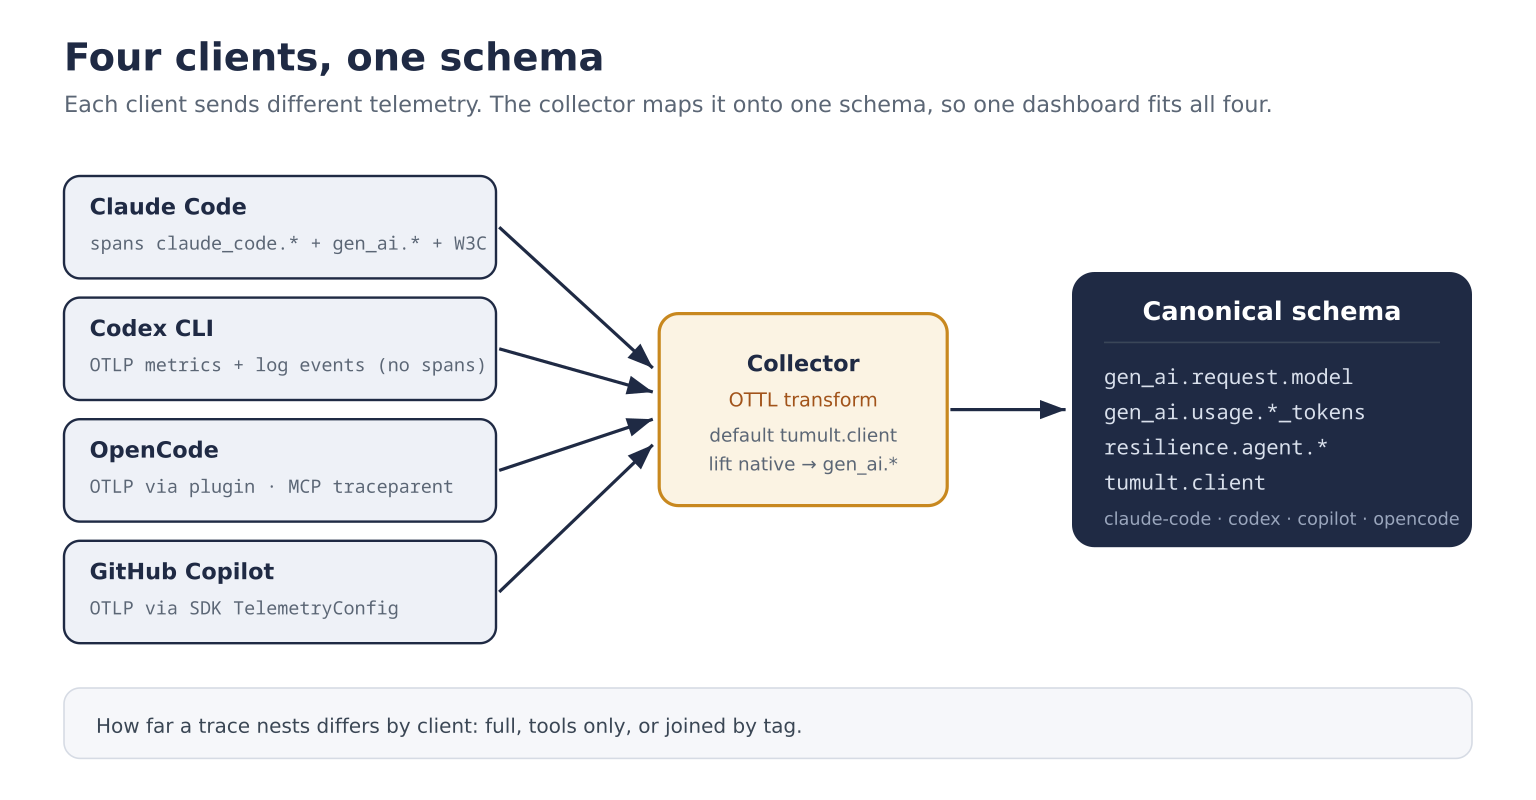 Four clients, one schema
Each client sends different telemetry. The collector maps it onto one schema, so one dashboard fits all four.
Claude Code
spans claude_code.* + gen_ai.* + W3C
Codex CLI
OTLP metrics + log events (no spans)
OpenCode
OTLP via plugin · MCP traceparent
GitHub Copilot
OTLP via SDK TelemetryConfig
Collector
OTTL transform
default tumult.client
lift native → gen_ai.*
Canonical schema
gen_ai.request.model
gen_ai.usage.*_tokens
resilience.agent.*
tumult.client
claude-code · codex · copilot · opencode
How far a trace nests differs by client: full, tools only, or joined by tag.